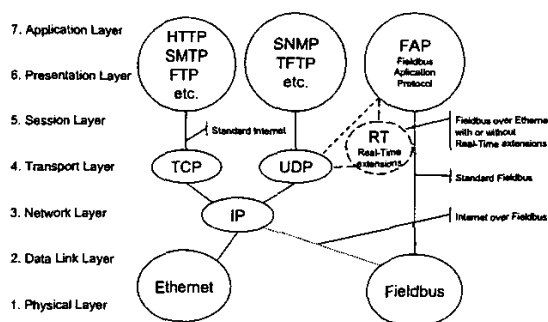 7. Application Layer
6. Presentation Layer
5. Session Layer
4. Transport Layer
3. Network Layer
2. Data Link Layer
1. Physical Layer
HTTP
SMTP
FTP
etc.
SNMP
TFTP
etc.
FAP
Fieldbus
Aplication
Protocol
Standard Internet
RT
Real-Time
extensions
Fieldbus over Etherne
with or without
Real-Time extensions
TCP
UDP
Standard Fieldbus
IP
Internet over Fieldbus
Ethernet
Fieldbus